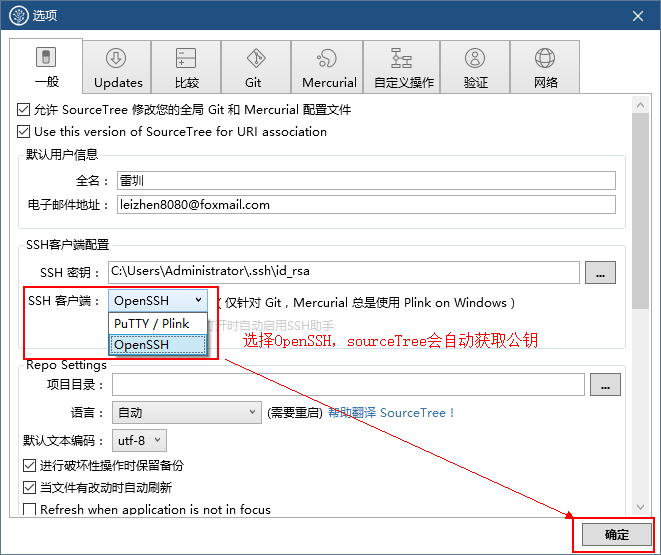 选项
一般
Updates
比较
Git
Mercurial
自定义操作
验证
网络
允许 SourceTree 修改您的全局 Git 和 Mercurial 配置文件
Use this version of SourceTree for URI association
默认用户信息
全名：
雷圳
电子邮件地址：
leizhen8080@foxmail.com
SSH客户端配置
SSH 密钥：
C:\Users\Administrator\.ssh\id_rsa
...
SSH 客户端：
OpenSSH
（仅针对 Git，Mercurial 总是使用 Plink on Windows）
PuTTY / Plink
打开时自动启用SSH助手
OpenSSH
选择OpenSSH，sourceTree会自动获取公钥
Repo Settings
项目目录：
...
语言：
自动
(需要重启)
帮助翻译 SourceTree！
默认文本编码：
utf-8
进行破坏性操作时保留备份
当文件有改动时自动刷新
Refresh when application is not in focus
确定